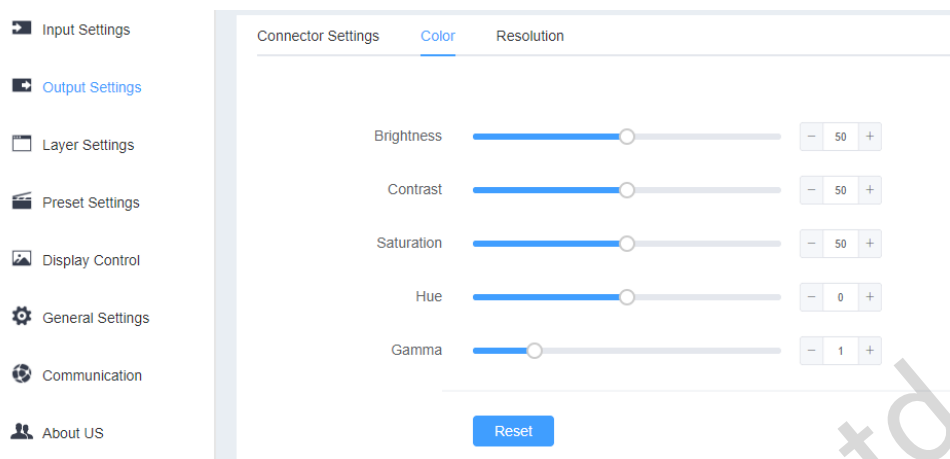 Input Settings
Output Settings
Layer Settings
Preset Settings
Display Control
General Settings
Communication
About US
Connector Settings Color Resolution
Brightness - 50 +
Contrast - 50 +
Saturation - 50 +
Hue - 0 +
Gamma - 1 +
Reset
td